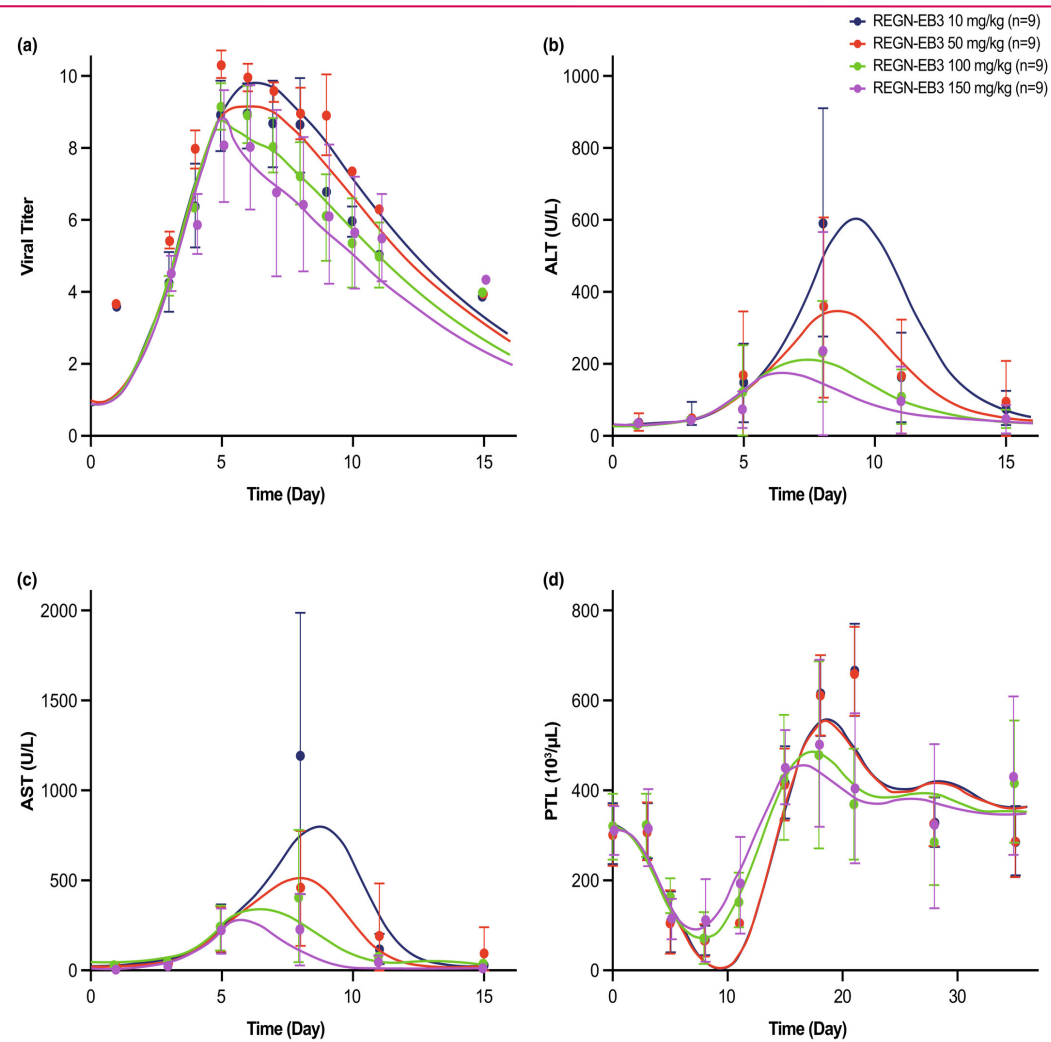 REGN-EB3 10 mg/kg (n=9)
REGN-EB3 50 mg/kg (n=9)
REGN-EB3 100 mg/kg (n=9)
REGN-EB3 150 mg/kg (n=9)
(a)
Viral Titer
10
8
6
4
2
0
0 5 10 15
Time (Day)
(b)
ALT (U/L)
1000
800
600
400
200
0
0 5 10 15
Time (Day)
(c)
AST (U/L)
2000
1500
1000
500
0
0 5 10 15
Time (Day)
(d)
PTL (10³/µL)
800
600
400
200
0
0 10 20 30
Time (Day)